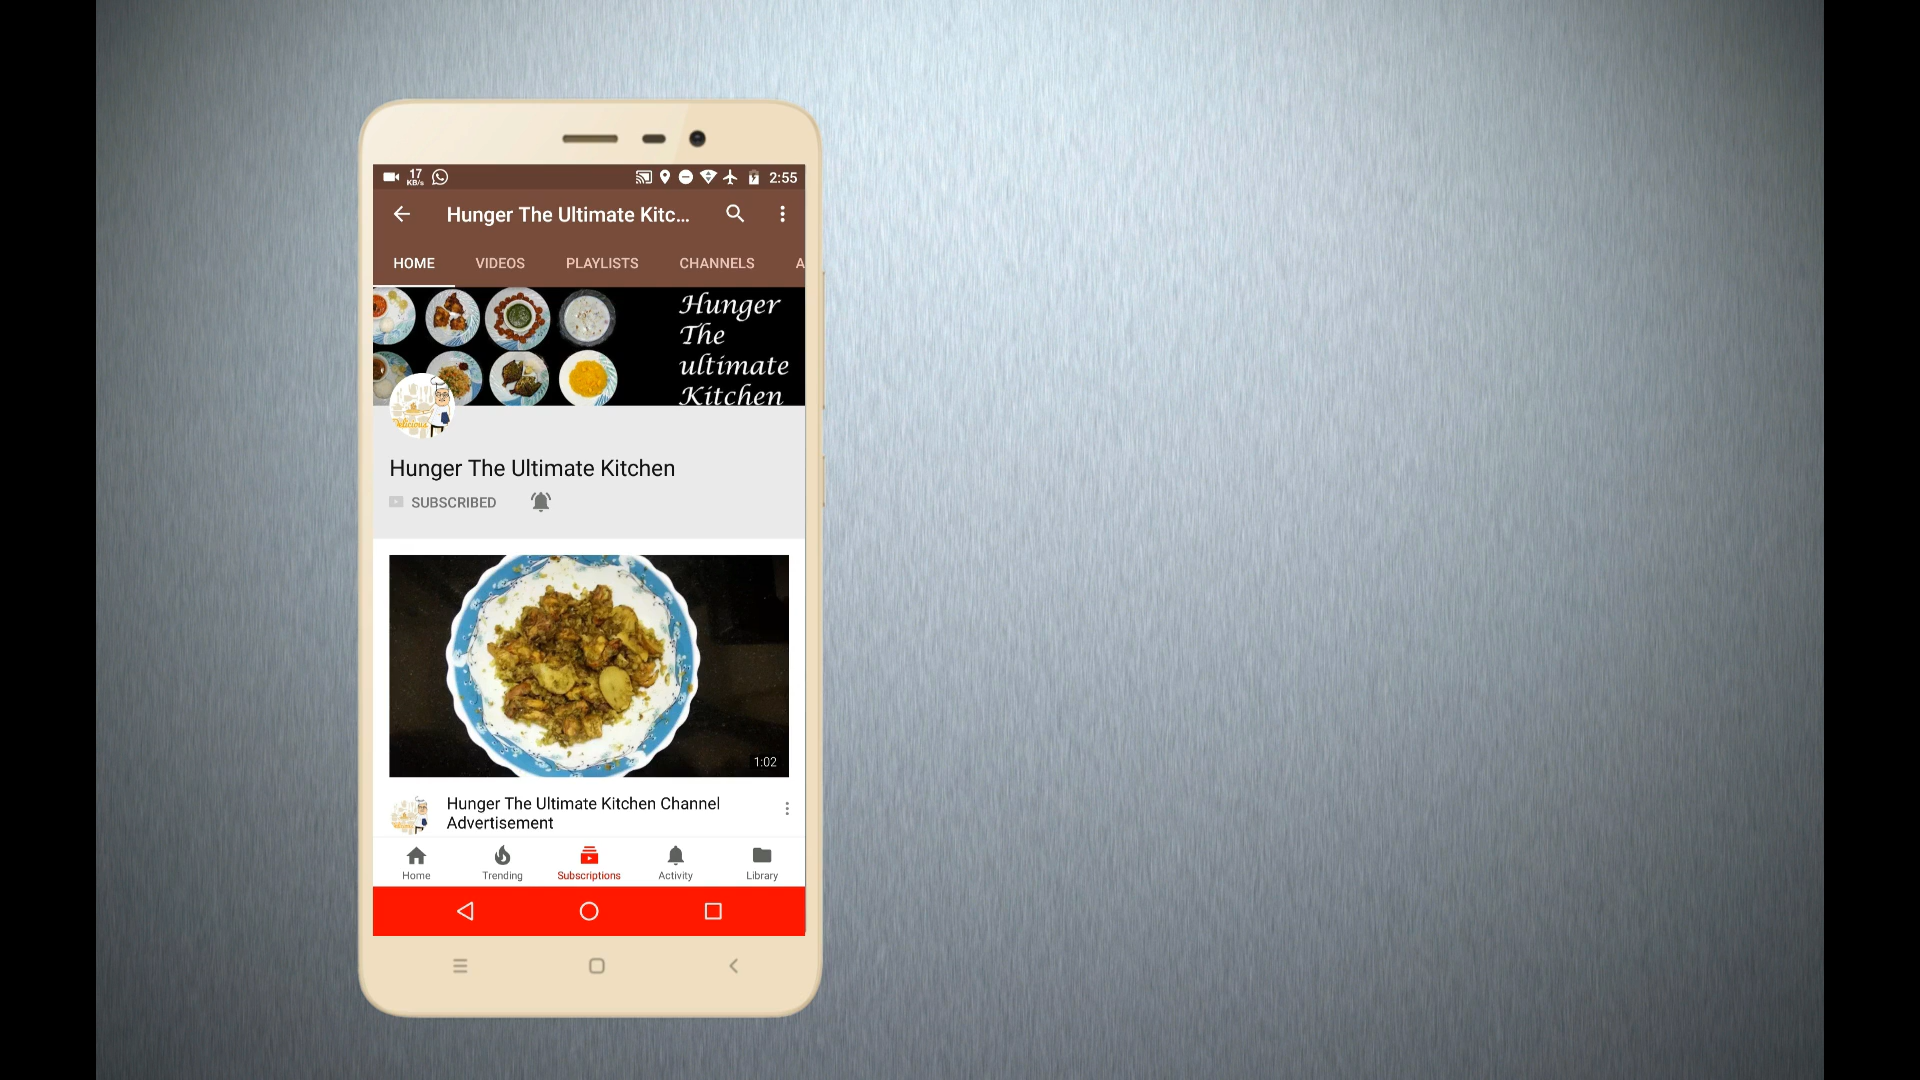 17
KB/s
2:55
Hunger The Ultimate Kitc...
HOME VIDEOS PLAYLISTS CHANNELS A
Hunger
The
ultimate
Kitchen
Delicious
Hunger The Ultimate Kitchen
SUBSCRIBED
1:02
Hunger The Ultimate Kitchen Channel
Advertisement
Home Trending Subscriptions Activity Library